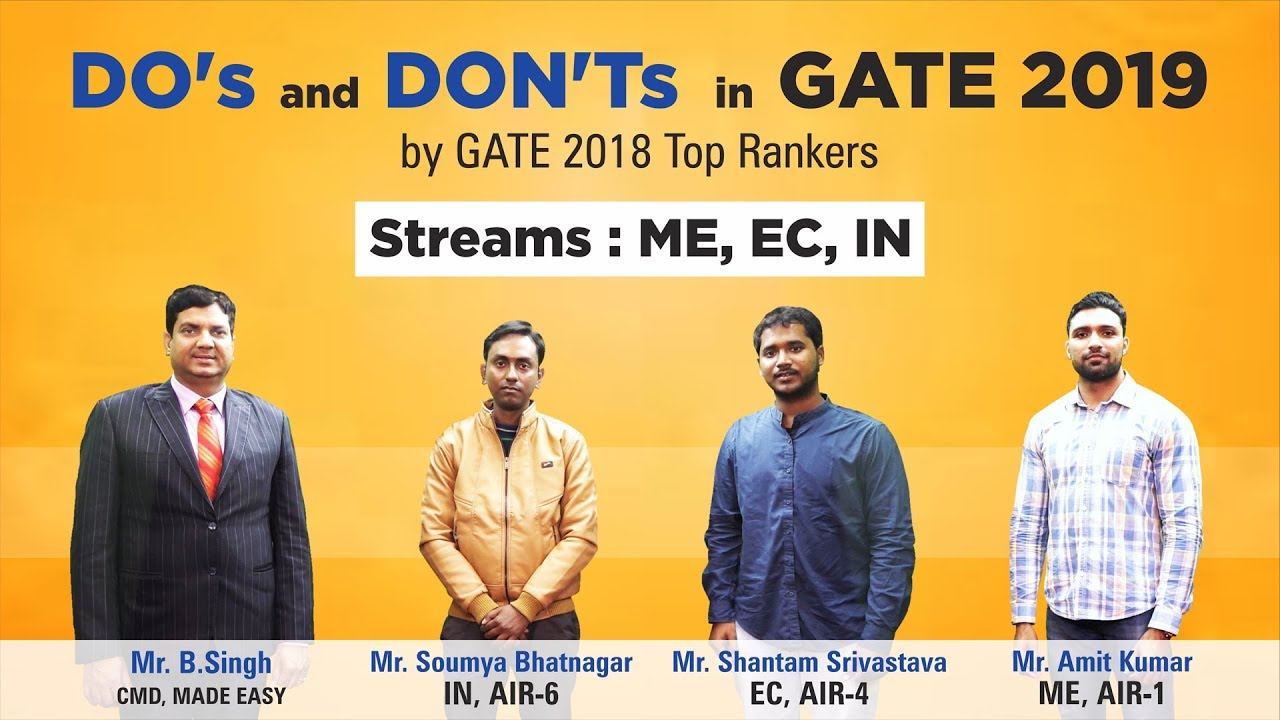 DO's and DON'Ts in GATE 2019
by GATE 2018 Top Rankers
Streams : ME, EC, IN
Mr. B.Singh
CMD, MADE EASY
Mr. Soumya Bhatnagar
IN, AIR-6
Mr. Shantam Srivastava
EC, AIR-4
Mr. Amit Kumar
ME, AIR-1